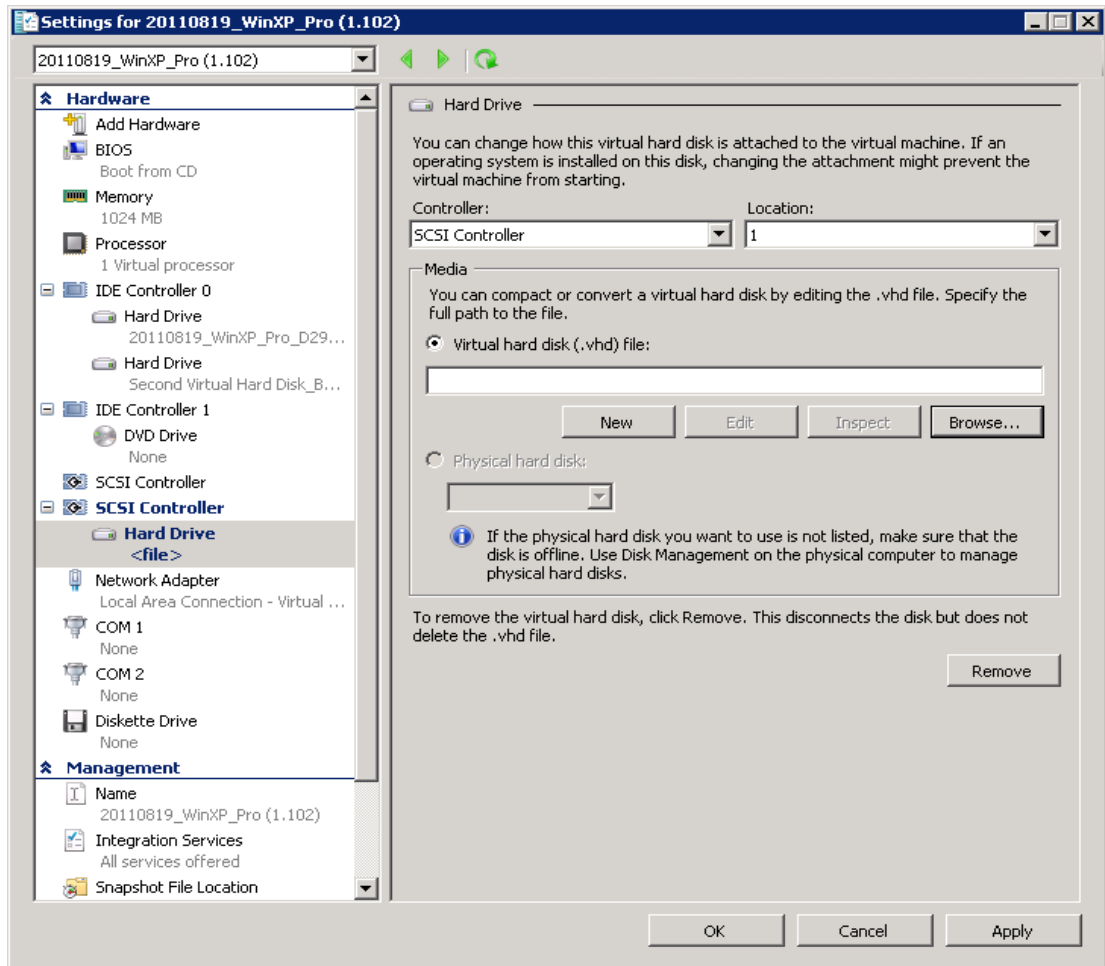 Settings for 20110819_WinXP_Pro (1.102)
20110819_WinXP_Pro (1.102)
Hardware
Add Hardware
BIOS
Boot from CD
Memory
1024 MB
Processor
1 Virtual processor
IDE Controller 0
Hard Drive
20110819_WinXP_Pro_D29...
Hard Drive
Second Virtual Hard Disk_B...
IDE Controller 1
DVD Drive
None
SCSI Controller
SCSI Controller
Hard Drive
<file>
Network Adapter
Local Area Connection - Virtual ...
COM 1
None
COM 2
None
Diskette Drive
None
Management
Name
20110819_WinXP_Pro (1.102)
Integration Services
All services offered
Snapshot File Location
Hard Drive
You can change how this virtual hard disk is attached to the virtual machine. If an
operating system is installed on this disk, changing the attachment might prevent the
virtual machine from starting.
Controller:
Location:
SCSI Controller
1
Media
You can compact or convert a virtual hard disk by editing the .vhd file. Specify the
full path to the file.
Virtual hard disk (.vhd) file:
New
Edit
Inspect
Browse...
Physical hard disk:
If the physical hard disk you want to use is not listed, make sure that the
disk is offline. Use Disk Management on the physical computer to manage
physical hard disks.
To remove the virtual hard disk, click Remove. This disconnects the disk but does not
delete the .vhd file.
Remove
OK
Cancel
Apply